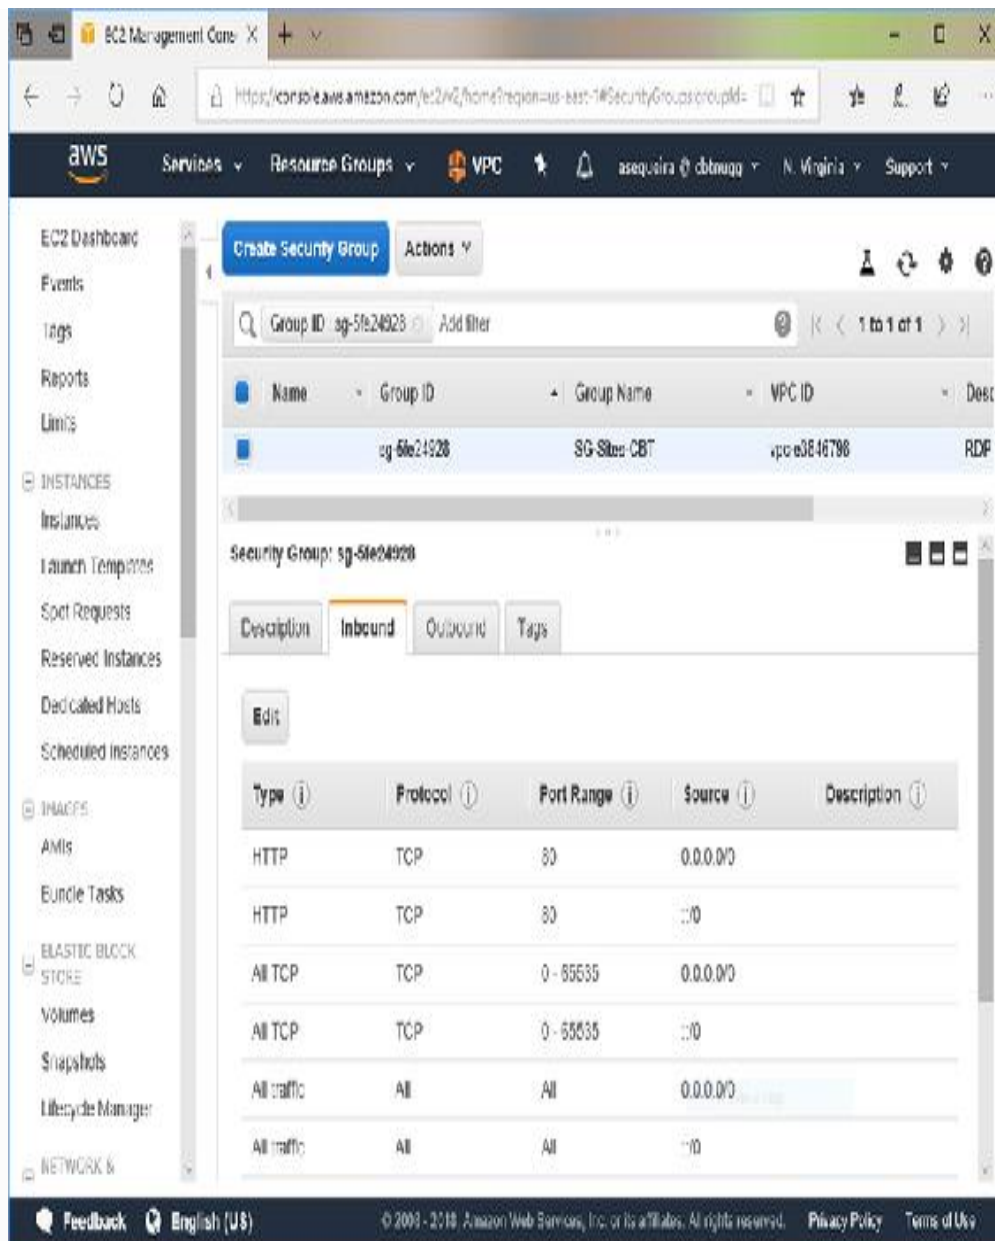 EC2 Management Cons
https://console.aws.amazon.com/ec2/v2/home?region=us-east-1#SecurityGroups:groupId=
aws Services Resource Groups VPC asequeira @ cbtnugg N. Virginia Support
EC2 Dashboard
Events
Tags
Reports
Limits
INSTANCES
Instances
Launch Templates
Spot Requests
Reserved Instances
Dedicated Hosts
Scheduled Instances
IMAGES
AMIs
Bundle Tasks
ELASTIC BLOCK
STORE
Volumes
Snapshots
Lifecycle Manager
NETWORK &
Create Security Group Actions
Group ID : sg-5fe24928 Add filter 1 to 1 of 1
Name Group ID Group Name VPC ID Desc
sg-5fe24928 SG-Sites-CBT RDP
Security Group: sg-5fe24928
Description Inbound Outbound Tags
Edit
Type Protocol Port Range Source Description
HTTP TCP 80 0.0.0.0/0
HTTP TCP 80 ::/0
All TCP TCP 0 - 65535 0.0.0.0/0
All TCP TCP 0 - 65535 ::/0
All traffic All All 0.0.0.0/0
All traffic All All ::/0
Feedback English (US) © 2008 - 2018, Amazon Web Services, Inc. or its affiliates. All rights reserved. Privacy Policy Terms of Use